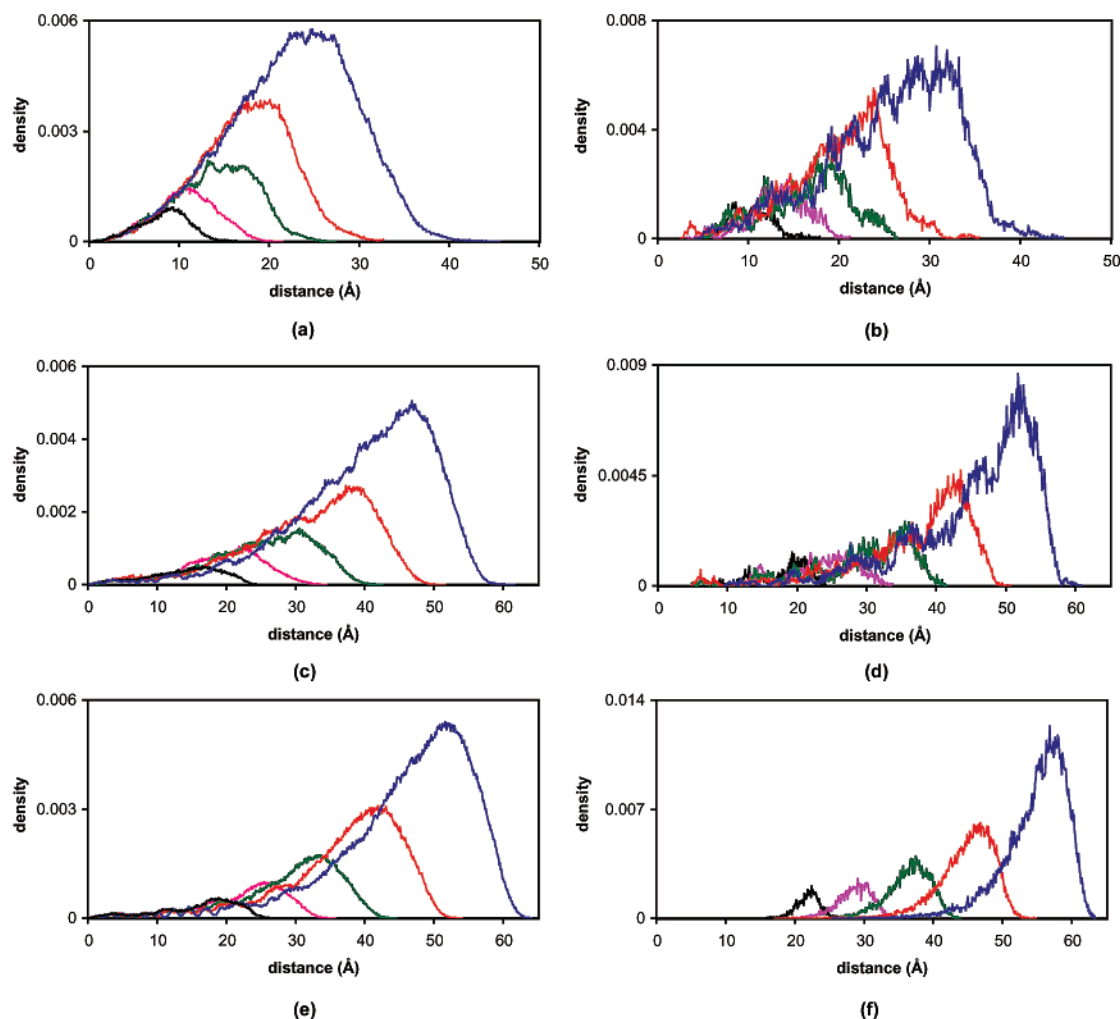 0.006
0.003
0
density
0 10 20 30 40 50
distance (Å)
(a)
0.008
0.004
0
density
0 10 20 30 40 50
distance (Å)
(b)
0.006
0.004
0.002
0.000
density
0 10 20 30 40 50 60
distance (Å)
(c)
0.009
0.0045
0
density
0 10 20 30 40 50 60
distance (Å)
(d)
0.006
0.003
0
density
0 10 20 30 40 50 60
distance (Å)
(e)
0.014
0.007
0.000
density
0 10 20 30 40 50 60
distance (Å)
(f)